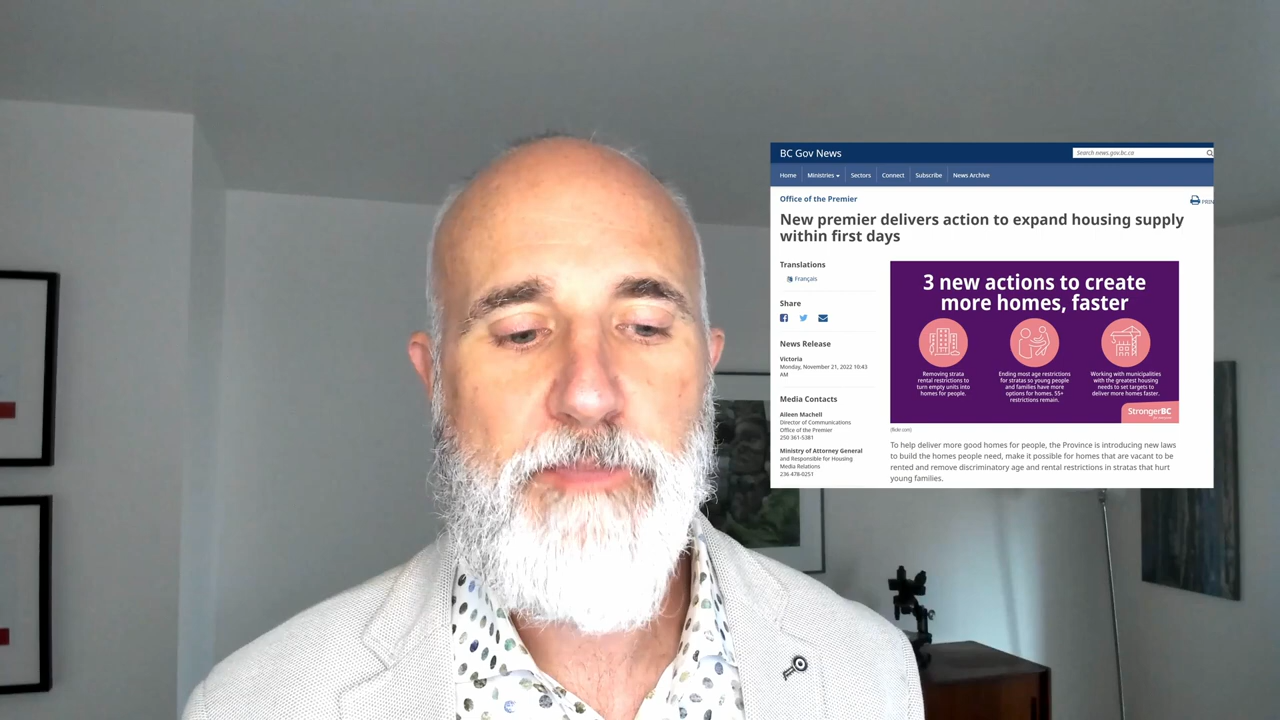 BC Gov News
Search news.gov.bc.ca
Home
Ministries
Sectors
Connect
Subscribe
News Archive
Office of the Premier
New premier delivers action to expand housing supply
within first days
Translations
Français
Share
News Release
Victoria
Monday, November 21, 2022 10:43
AM
Media Contacts
Aileen Machell
Director of Communications
Office of the Premier
250 361-5381
Ministry of Attorney General
and Responsible for Housing
Media Relations
236 478-0251
3 new actions to create
more homes, faster
Removing strata
rental restrictions to
turn empty units into
homes for people.
Ending most age restrictions
for stratas so young people
and families have more
options for homes. 55+
restrictions remain.
Working with municipalities
with the greatest housing
needs to set targets to
deliver more homes faster.
StrongerBC
(flickr.com)
To help deliver more good homes for people, the Province is introducing new laws
to build the homes people need, make it possible for homes that are vacant to be
rented and remove discriminatory age and rental restrictions in stratas that hurt
young families.